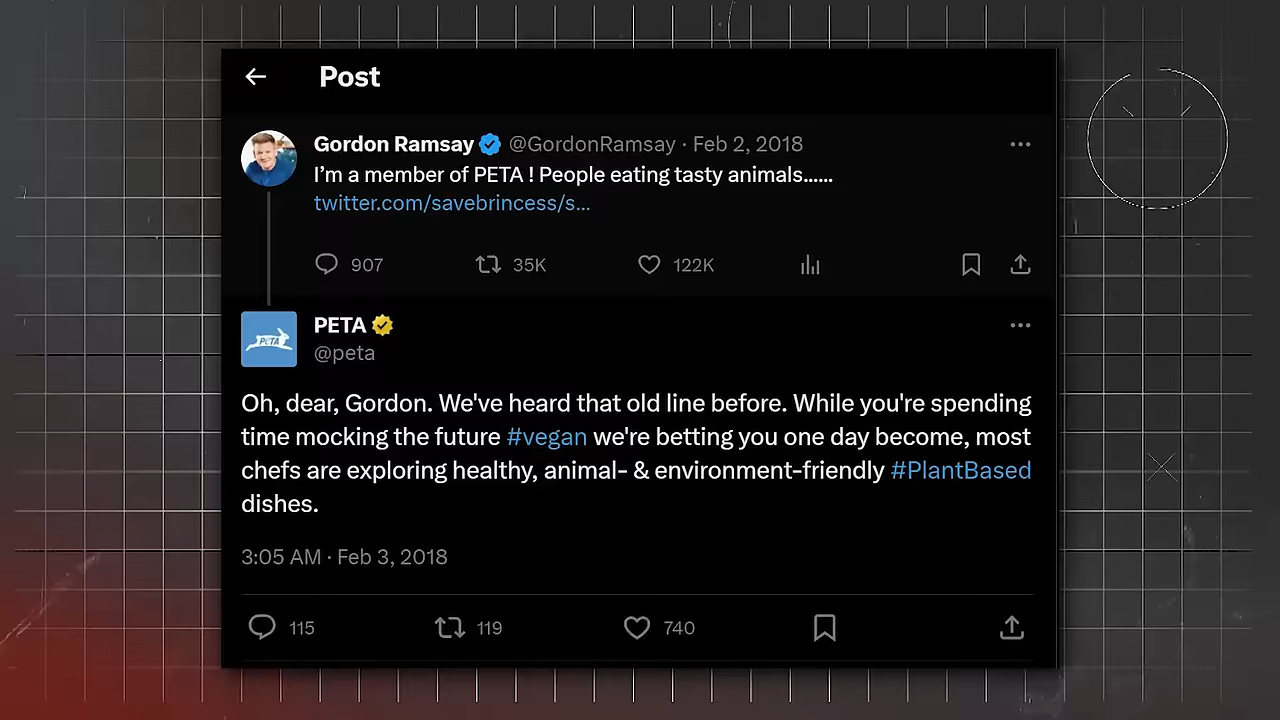 Post
Gordon Ramsay @GordonRamsay · Feb 2, 2018
I'm a member of PETA ! People eating tasty animals......
twitter.com/savebrincess/s...
907 35K 122K
PETA
PETA
@peta
Oh, dear, Gordon. We've heard that old line before. While you're spending
time mocking the future #vegan we're betting you one day become, most
chefs are exploring healthy, animal- & environment-friendly #PlantBased
dishes.
3:05 AM · Feb 3, 2018
115 119 740